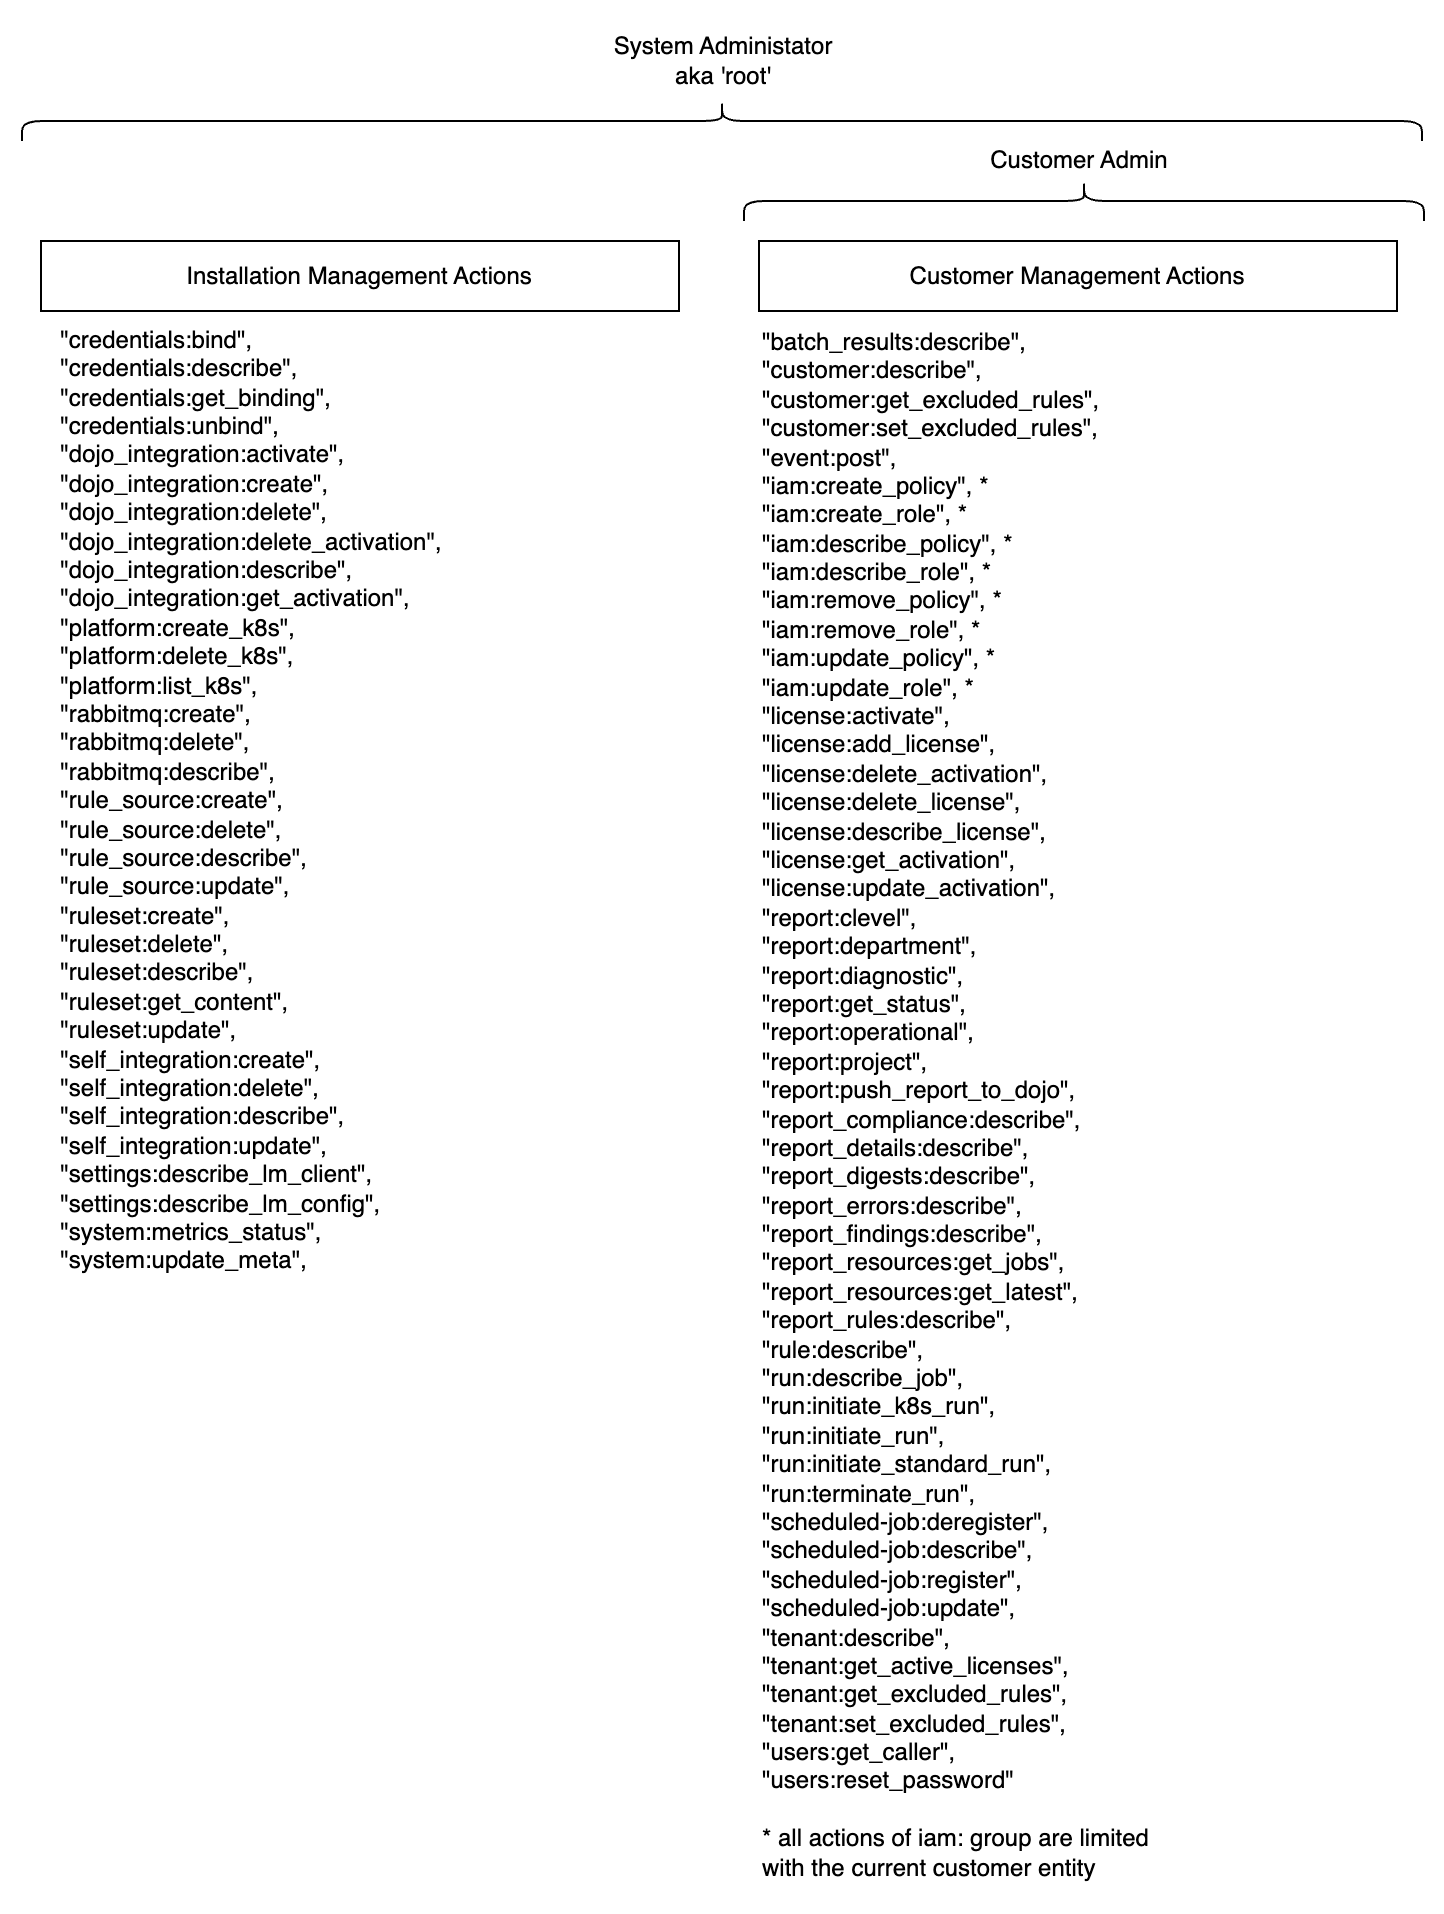 System Administator
aka 'root'
Customer Admin
Installation Management Actions
"credentials:bind",
"credentials:describe",
"credentials:get_binding",
"credentials:unbind",
"dojo_integration:activate",
"dojo_integration:create",
"dojo_integration:delete",
"dojo_integration:delete_activation",
"dojo_integration:describe",
"dojo_integration:get_activation",
"platform:create_k8s",
"platform:delete_k8s",
"platform:list_k8s",
"rabbitmq:create",
"rabbitmq:delete",
"rabbitmq:describe",
"rule_source:create",
"rule_source:delete",
"rule_source:describe",
"rule_source:update",
"ruleset:create",
"ruleset:delete",
"ruleset:describe",
"ruleset:get_content",
"ruleset:update",
"self_integration:create",
"self_integration:delete",
"self_integration:describe",
"self_integration:update",
"settings:describe_lm_client",
"settings:describe_lm_config",
"system:metrics_status",
"system:update_meta",
Customer Management Actions
"batch_results:describe",
"customer:describe",
"customer:get_excluded_rules",
"customer:set_excluded_rules",
"event:post",
"iam:create_policy", *
"iam:create_role", *
"iam:describe_policy", *
"iam:describe_role", *
"iam:remove_policy", *
"iam:remove_role", *
"iam:update_policy", *
"iam:update_role", *
"license:activate",
"license:add_license",
"license:delete_activation",
"license:delete_license",
"license:describe_license",
"license:get_activation",
"license:update_activation",
"report:clevel",
"report:department",
"report:diagnostic",
"report:get_status",
"report:operational",
"report:project",
"report:push_report_to_dojo",
"report_compliance:describe",
"report_details:describe",
"report_digests:describe",
"report_errors:describe",
"report_findings:describe",
"report_resources:get_jobs",
"report_resources:get_latest",
"report_rules:describe",
"rule:describe",
"run:describe_job",
"run:initiate_k8s_run",
"run:initiate_run",
"run:initiate_standard_run",
"run:terminate_run",
"scheduled-job:deregister",
"scheduled-job:describe",
"scheduled-job:register",
"scheduled-job:update",
"tenant:describe",
"tenant:get_active_licenses",
"tenant:get_excluded_rules",
"tenant:set_excluded_rules",
"users:get_caller",
"users:reset_password"
* all actions of iam: group are limited
with the current customer entity